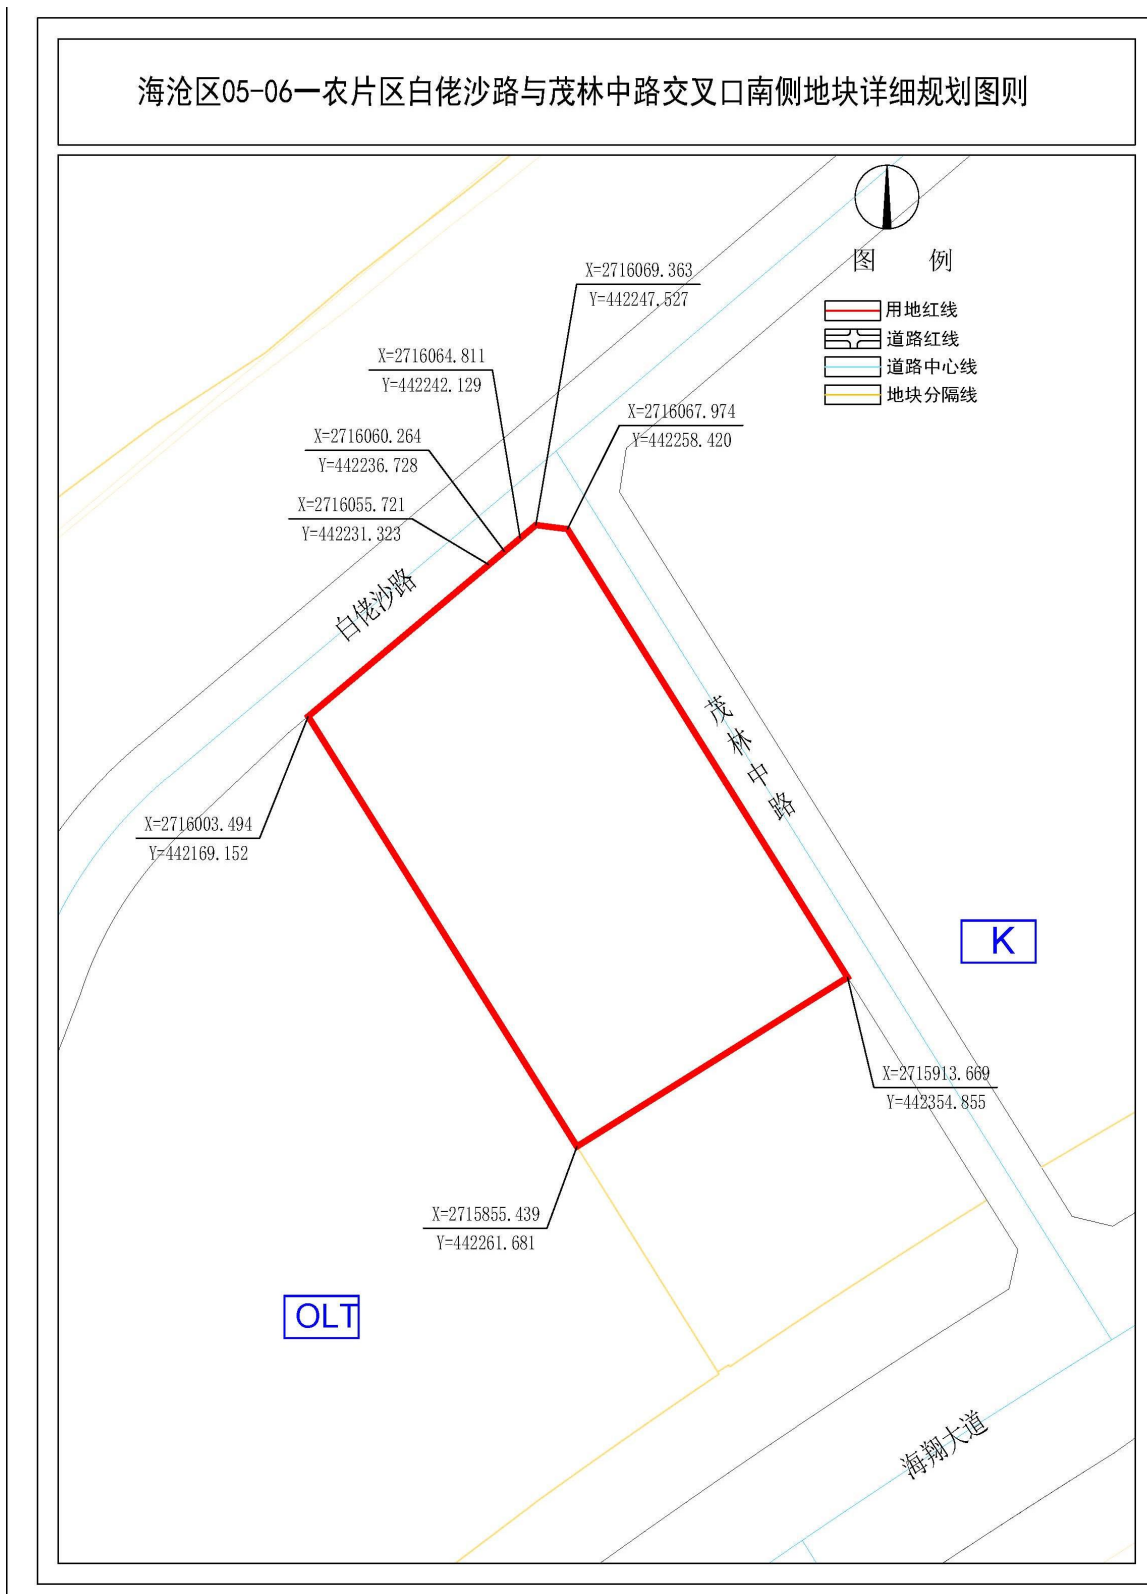 海沧区05-06一农片区白佬沙路与茂林中路交叉口南侧地块详细规划图则
图 例
用地红线
道路红线
道路中心线
地块分隔线
X=2716069.363
Y=442247.527
X=2716064.811
Y=442242.129
X=2716067.974
Y=442258.420
X=2716060.264
Y=442236.728
X=2716055.721
Y=442231.323
白佬沙路
茂林中路
X=2716003.494
Y=442169.152
K
X=2715913.669
Y=442354.855
X=2715855.439
Y=442261.681
OLT
海翔大道